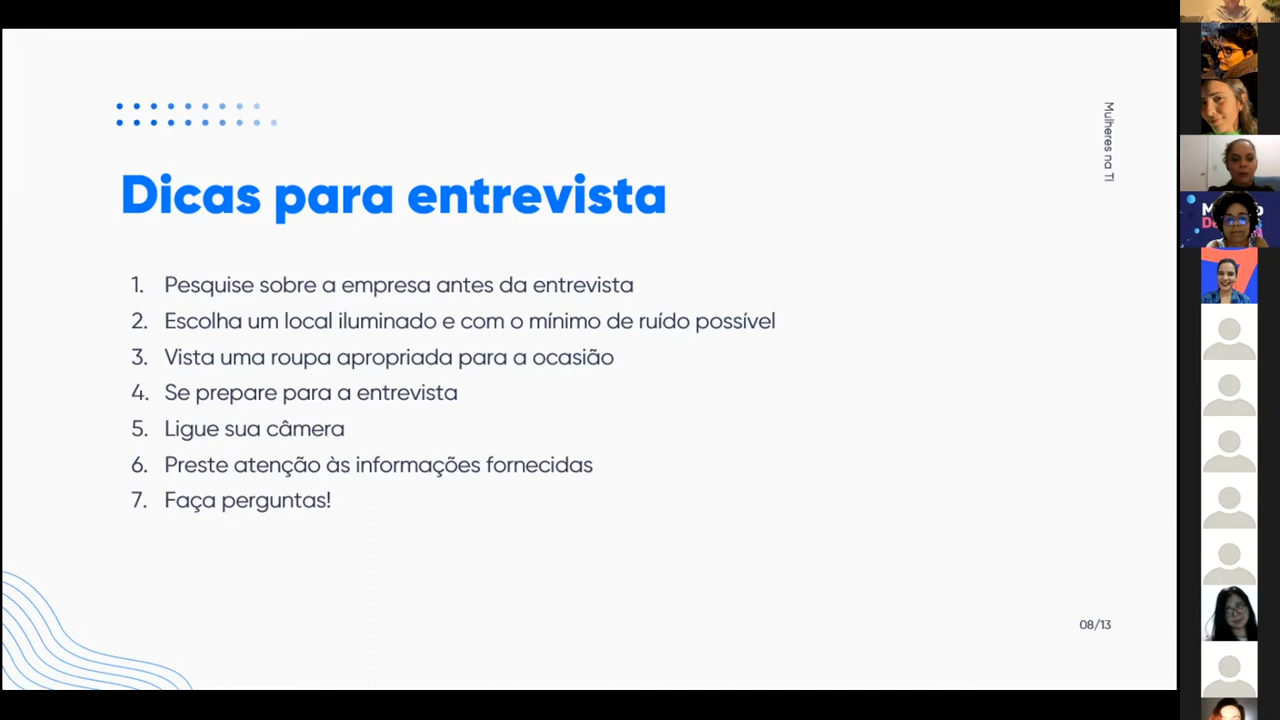 Mulheres na TI
Dicas para entrevista
1. Pesquise sobre a empresa antes da entrevista
2. Escolha um local iluminado e com o mínimo de ruído possível
3. Vista uma roupa apropriada para a ocasião
4. Se prepare para a entrevista
5. Ligue sua câmera
6. Preste atenção às informações fornecidas
7. Faça perguntas!
08/13